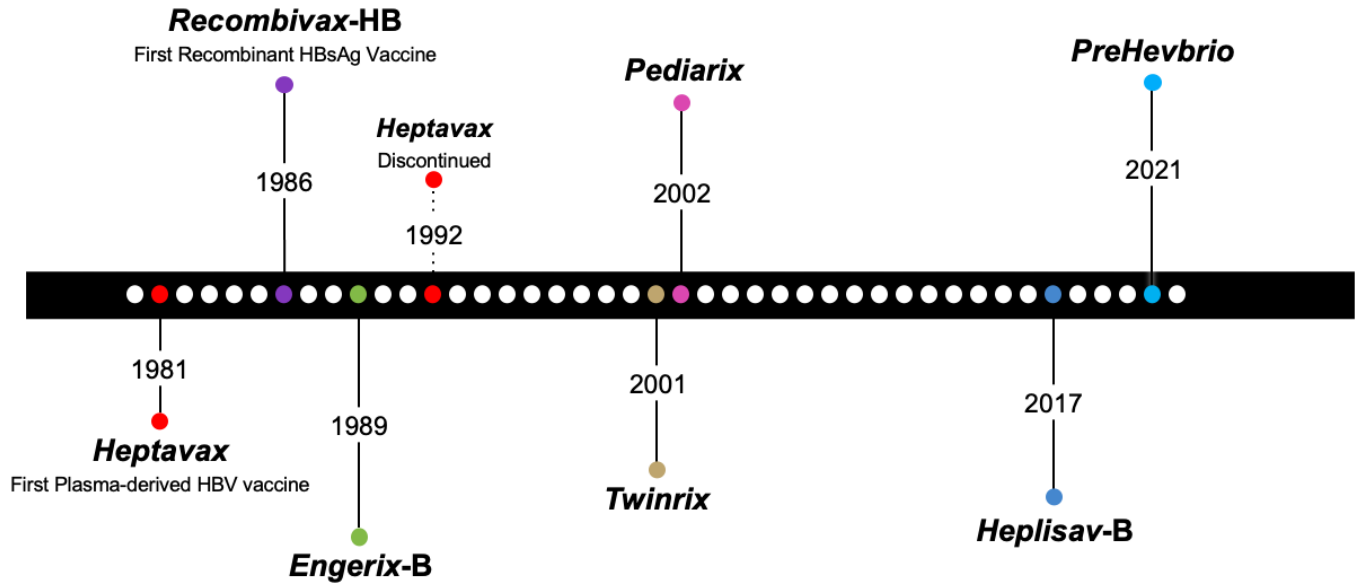 Recombivax-HB
First Recombinant HBsAg Vaccine
1986
Heptavax
Discontinued
1992
Pediarix
2002
PreHevbrio
2021
1981
Heptavax
First Plasma-derived HBV vaccine
1989
Engerix-B
2001
Twinrix
2017
Heplisav-B